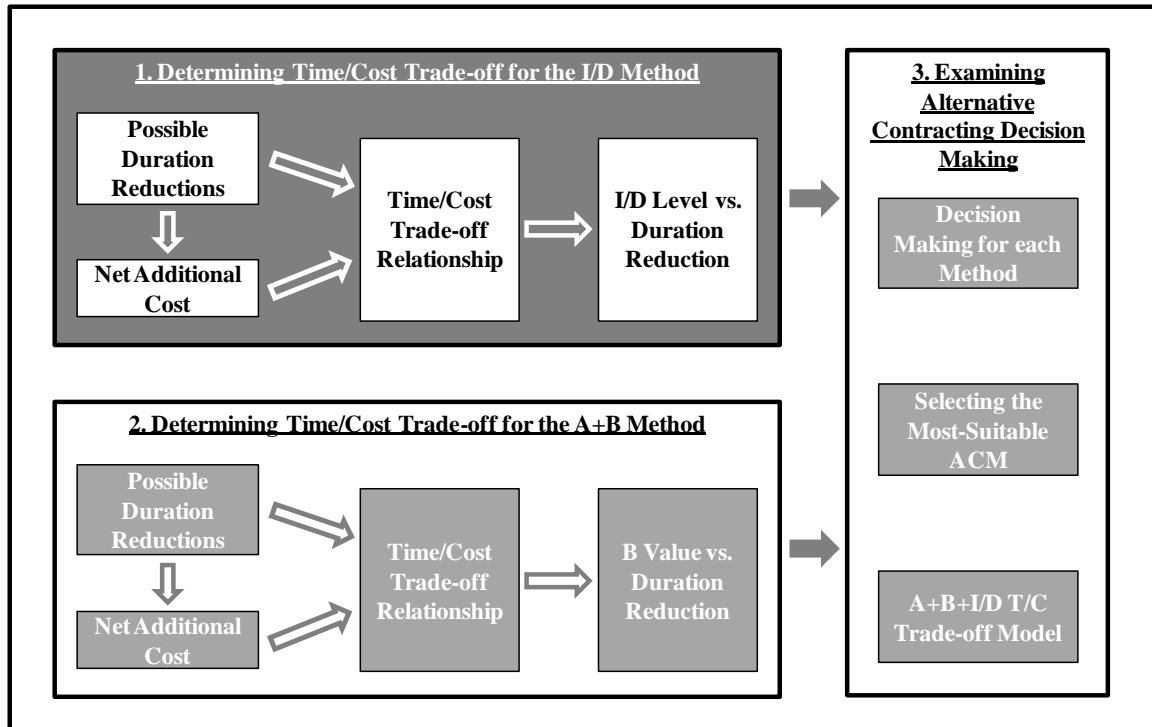 1. Determining Time/Cost Trade-off for the I/D Method
Possible
Duration
Reductions
Net Additional
Cost
Time/Cost
Trade-off
Relationship
I/D Level vs.
Duration
Reduction
2. Determining Time/Cost Trade-off for the A+B Method
Possible
Duration
Reductions
Net Additional
Cost
Time/Cost
Trade-off
Relationship
B Value vs.
Duration
Reduction
3. Examining
Alternative
Contracting Decision
Making
Decision
Making for each
Method
Selecting the
Most-Suitable
ACM
A+B+I/D T/C
Trade-off Model